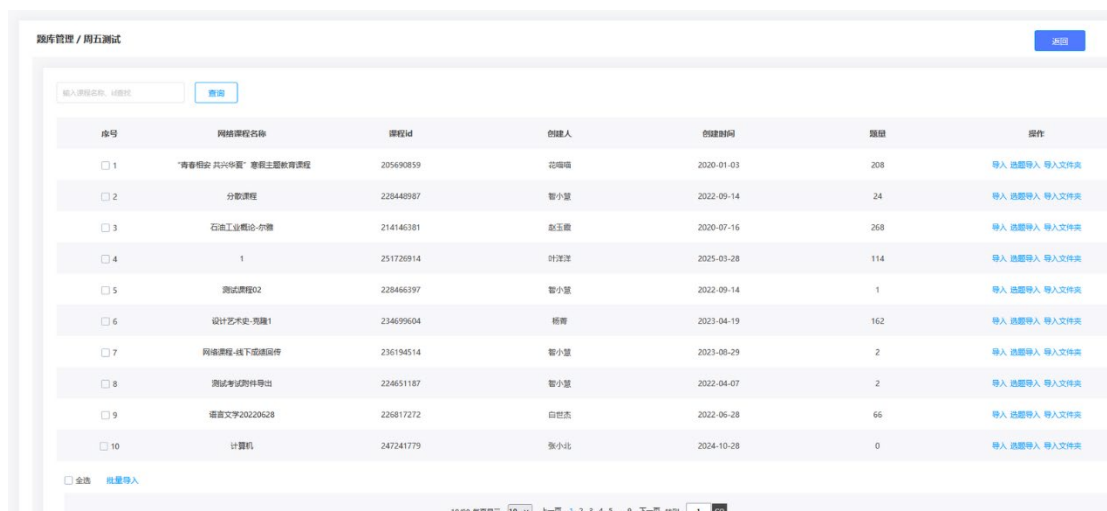 题库管理 / 周五测试
返回
输入课程名称、id查找
查询
序号 网络课程名称 课程id 创建人 创建时间 题量 操作
1 “青春相安 共兴华夏”寒假主题教育课程 205690859 花喵喵 2020-01-03 208 导入 选题导入 导入文件夹
2 分散课程 228448987 智小慧 2022-09-14 24 导入 选题导入 导入文件夹
3 石油工业概论-尔雅 214146381 赵玉霞 2020-07-16 268 导入 选题导入 导入文件夹
4 1 251726914 叶洋洋 2025-03-28 114 导入 选题导入 导入文件夹
5 测试课程02 228466397 智小慧 2022-09-14 1 导入 选题导入 导入文件夹
6 设计艺术史-克隆1 234699604 杨菁 2023-04-19 162 导入 选题导入 导入文件夹
7 网络课程-线下成绩回传 236194514 智小慧 2023-08-29 2 导入 选题导入 导入文件夹
8 测试考试附件导出 224651187 智小慧 2022-04-07 2 导入 选题导入 导入文件夹
9 语言文学20220628 226817272 白世杰 2022-06-28 66 导入 选题导入 导入文件夹
10 计算机 247241779 张小北 2024-10-28 0 导入 选题导入 导入文件夹
全选 批量导入